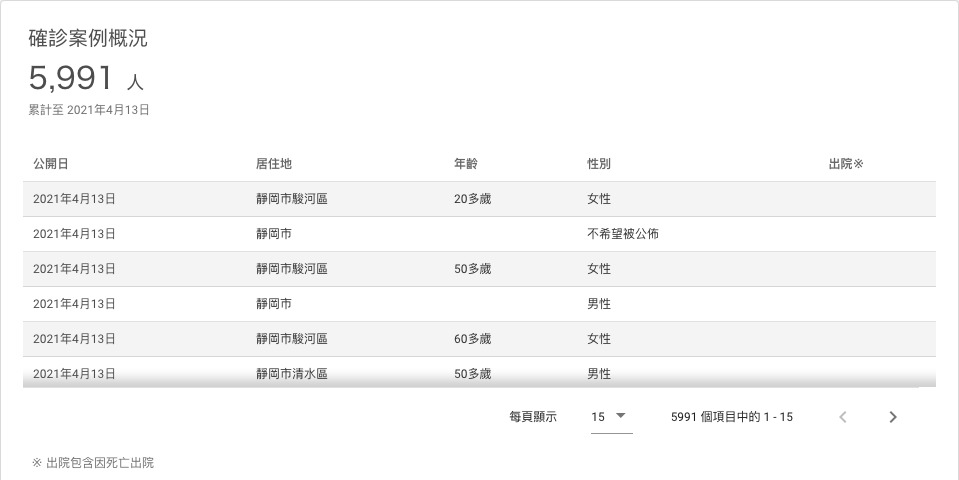 確診案例概況
5,991 人
累計至 2021年4月13日
公開日 居住地 年齡 性別 出院※
2021年4月13日 靜岡市駿河區 20多歲 女性
2021年4月13日 靜岡市 不希望被公佈
2021年4月13日 靜岡市駿河區 50多歲 女性
2021年4月13日 靜岡市 男性
2021年4月13日 靜岡市駿河區 60多歲 女性
2021年4月13日 靜岡市清水區 50多歲 男性
每頁顯示 15 5991 個項目中的 1 - 15
※ 出院包含因死亡出院